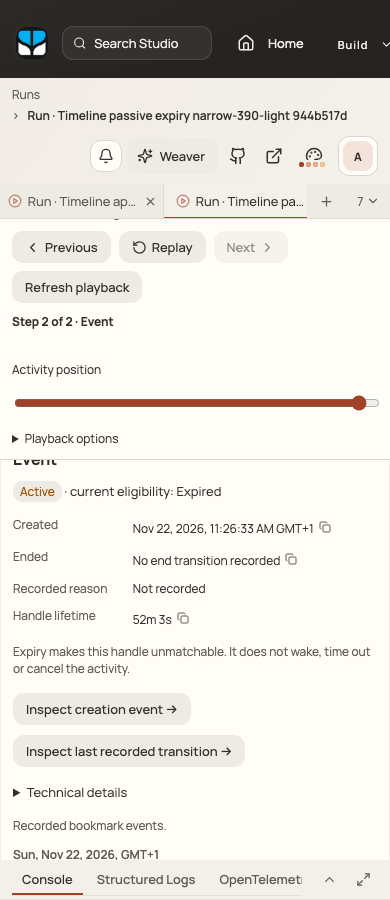 Search Studio
Home
Build
Runs
› Run · Timeline passive expiry narrow-390-light 944b517d
Weaver
A
Run · Timeline ap...
Run · Timeline pa...
7
Previous
Replay
Next
Refresh playback
Step 2 of 2 · Event
Activity position
Playback options
Event
Active · current eligibility: Expired
Created Nov 22, 2026, 11:26:33 AM GMT+1
Ended No end transition recorded
Recorded reason Not recorded
Handle lifetime 52m 3s
Expiry makes this handle unmatchable. It does not wake, time out
or cancel the activity.
Inspect creation event →
Inspect last recorded transition →
Technical details
Recorded bookmark events.
Sun, Nov 22, 2026, GMT+1
Console
Structured Logs
OpenTelemet